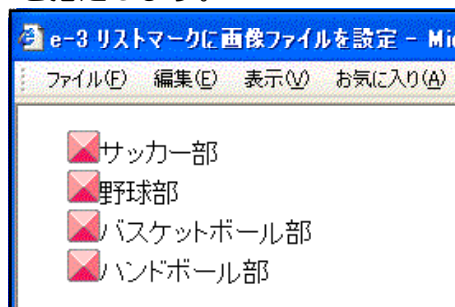 e-3 リストマークに画像ファイルを設定 - Mi
ファイル(F) 編集(E) 表示(V) お気に入り(A)
サッカー部
野球部
バスケットボール部
ハンドボール部